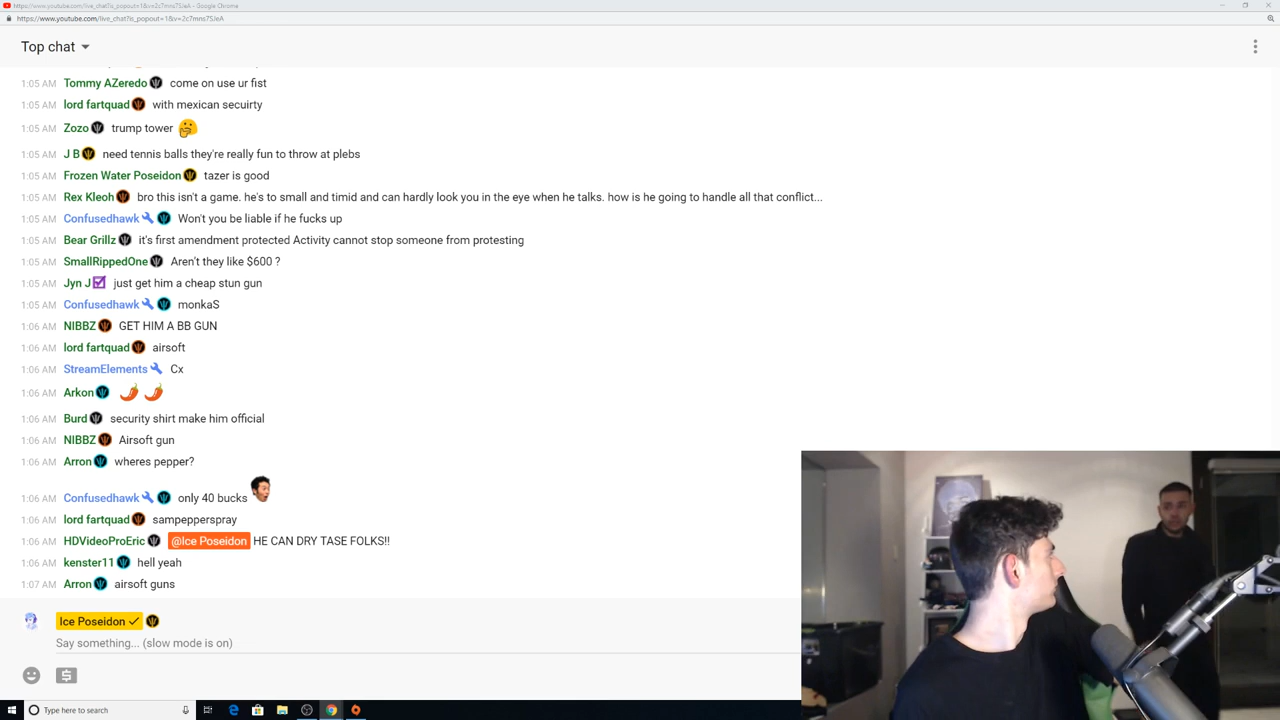 https://www.youtube.com/live_chat?is_popout=1&v=2c7mns7SJeA - Google Chrome
https://www.youtube.com/live_chat?is_popout=1&v=2c7mns7SJeA
Top chat
1:05 AM Tommy AZeredo come on use ur fist
1:05 AM lord fartquad with mexican secuirty
1:05 AM Zozo trump tower
1:05 AM J B need tennis balls they're really fun to throw at plebs
1:05 AM Frozen Water Poseidon tazer is good
1:05 AM Rex Kleoh bro this isn't a game. he's to small and timid and can hardly look you in the eye when he talks. how is he going to handle all that conflict...
1:05 AM Confusedhawk Won't you be liable if he fucks up
1:05 AM Bear Grillz it's first amendment protected Activity cannot stop someone from protesting
1:05 AM SmallRippedOne Aren't they like $600 ?
1:05 AM Jyn J just get him a cheap stun gun
1:05 AM Confusedhawk monkaS
1:06 AM NIBBZ GET HIM A BB GUN
1:06 AM lord fartquad airsoft
1:06 AM StreamElements Cx
1:06 AM Arkon
1:06 AM Burd security shirt make him official
1:06 AM NIBBZ Airsoft gun
1:06 AM Arron wheres pepper?
1:06 AM Confusedhawk only 40 bucks
1:06 AM lord fartquad sampepperspray
1:06 AM HDVideoProEric @Ice Poseidon HE CAN DRY TASE FOLKS!!
1:06 AM kenster11 hell yeah
1:07 AM Arron airsoft guns
Ice Poseidon
Say something... (slow mode is on)
Type here to search